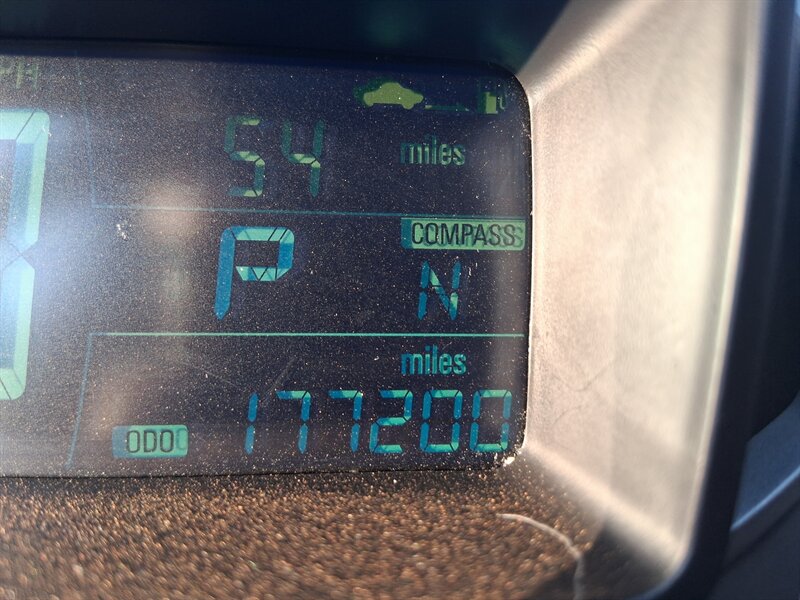 54 miles
COMPASS
P N
miles
ODO 177200